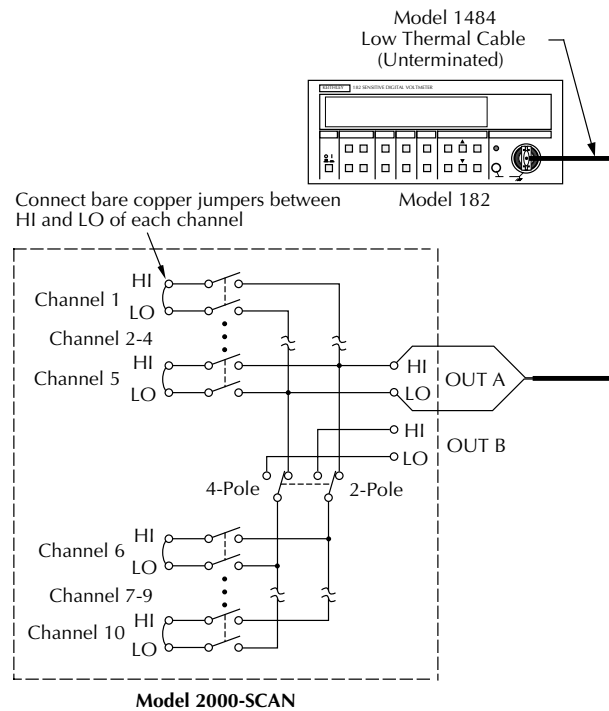 Model 1484
Low Thermal Cable
(Unterminated)
KEITHLEY 182 SENSITIVE DIGITAL VOLTMETER
Model 182
Connect bare copper jumpers between
HI and LO of each channel
Channel 1
HI
LO
Channel 2-4
Channel 5
HI
LO
HI
LO
OUT A
HI
LO
OUT B
4-Pole
2-Pole
Channel 6
HI
LO
Channel 7-9
Channel 10
HI
LO
Model 2000-SCAN